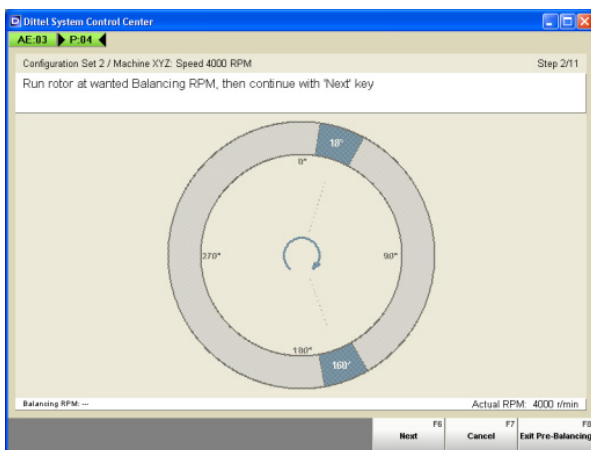 Dittel System Control Center
AE:03 P:04
Configuration Set 2 / Machine XYZ: Speed 4000 RPM Step 2/11
Run rotor at wanted Balancing RPM, then continue with 'Next' key
18°
0°
270° 90°
180°
160°
Balancing RPM: --- Actual RPM: 4000 r/min
F6 F7 F8
Next Cancel Exit Pre-Balancing